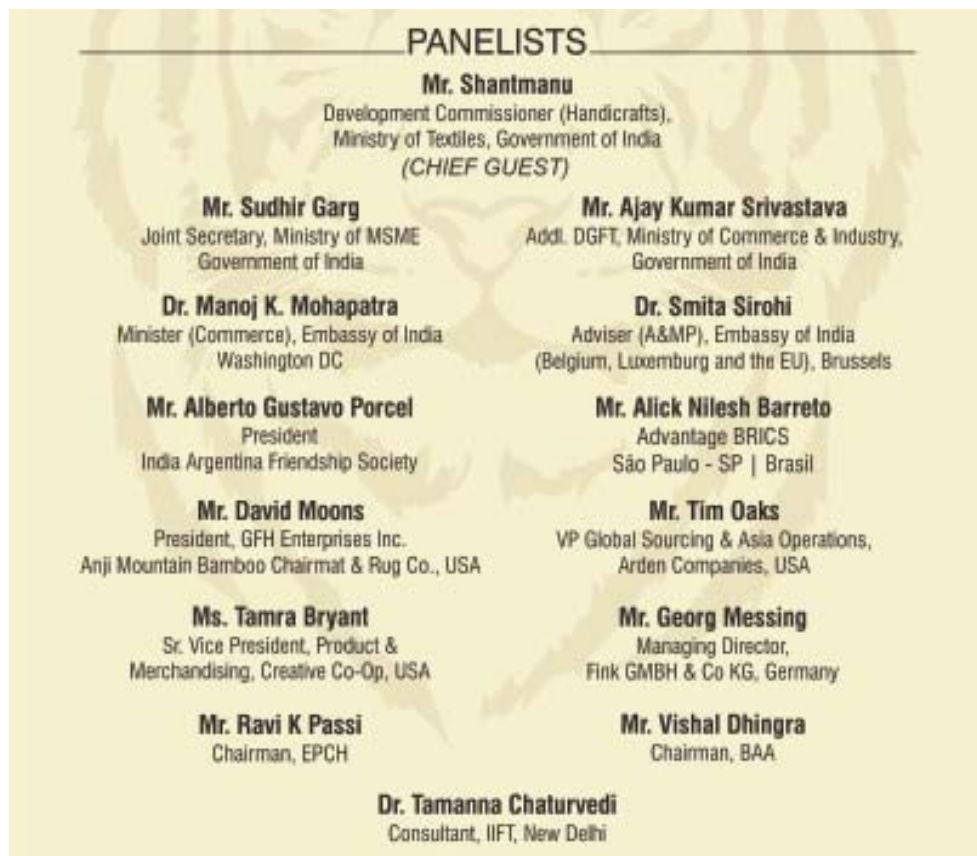 PANELISTS
Mr. Shantmanu
Development Commissioner (Handicrafts),
Ministry of Textiles, Government of India
(CHIEF GUEST)
Mr. Sudhir Garg
Joint Secretary, Ministry of MSME
Government of India
Mr. Ajay Kumar Srivastava
Addl. DGFT, Ministry of Commerce & Industry,
Government of India
Dr. Manoj K. Mohapatra
Minister (Commerce), Embassy of India
Washington DC
Dr. Smita Sirohi
Adviser (A&MP), Embassy of India
(Belgium, Luxemburg and the EU), Brussels
Mr. Alberto Gustavo Porcel
President
India Argentina Friendship Society
Mr. Alick Nilesh Barreto
Advantage BRICS
São Paulo - SP | Brasil
Mr. David Moons
President, GFH Enterprises Inc.
Anji Mountain Bamboo Chairmat & Rug Co., USA
Mr. Tim Oaks
VP Global Sourcing & Asia Operations,
Arden Companies, USA
Ms. Tamra Bryant
Sr. Vice President, Product &
Merchandising, Creative Co-Op, USA
Mr. Georg Messing
Managing Director,
Fink GMBH & Co KG, Germany
Mr. Ravi K Passi
Chairman, EPCH
Mr. Vishal Dhingra
Chairman, BAA
Dr. Tamanna Chaturvedi
Consultant, IIFT, New Delhi